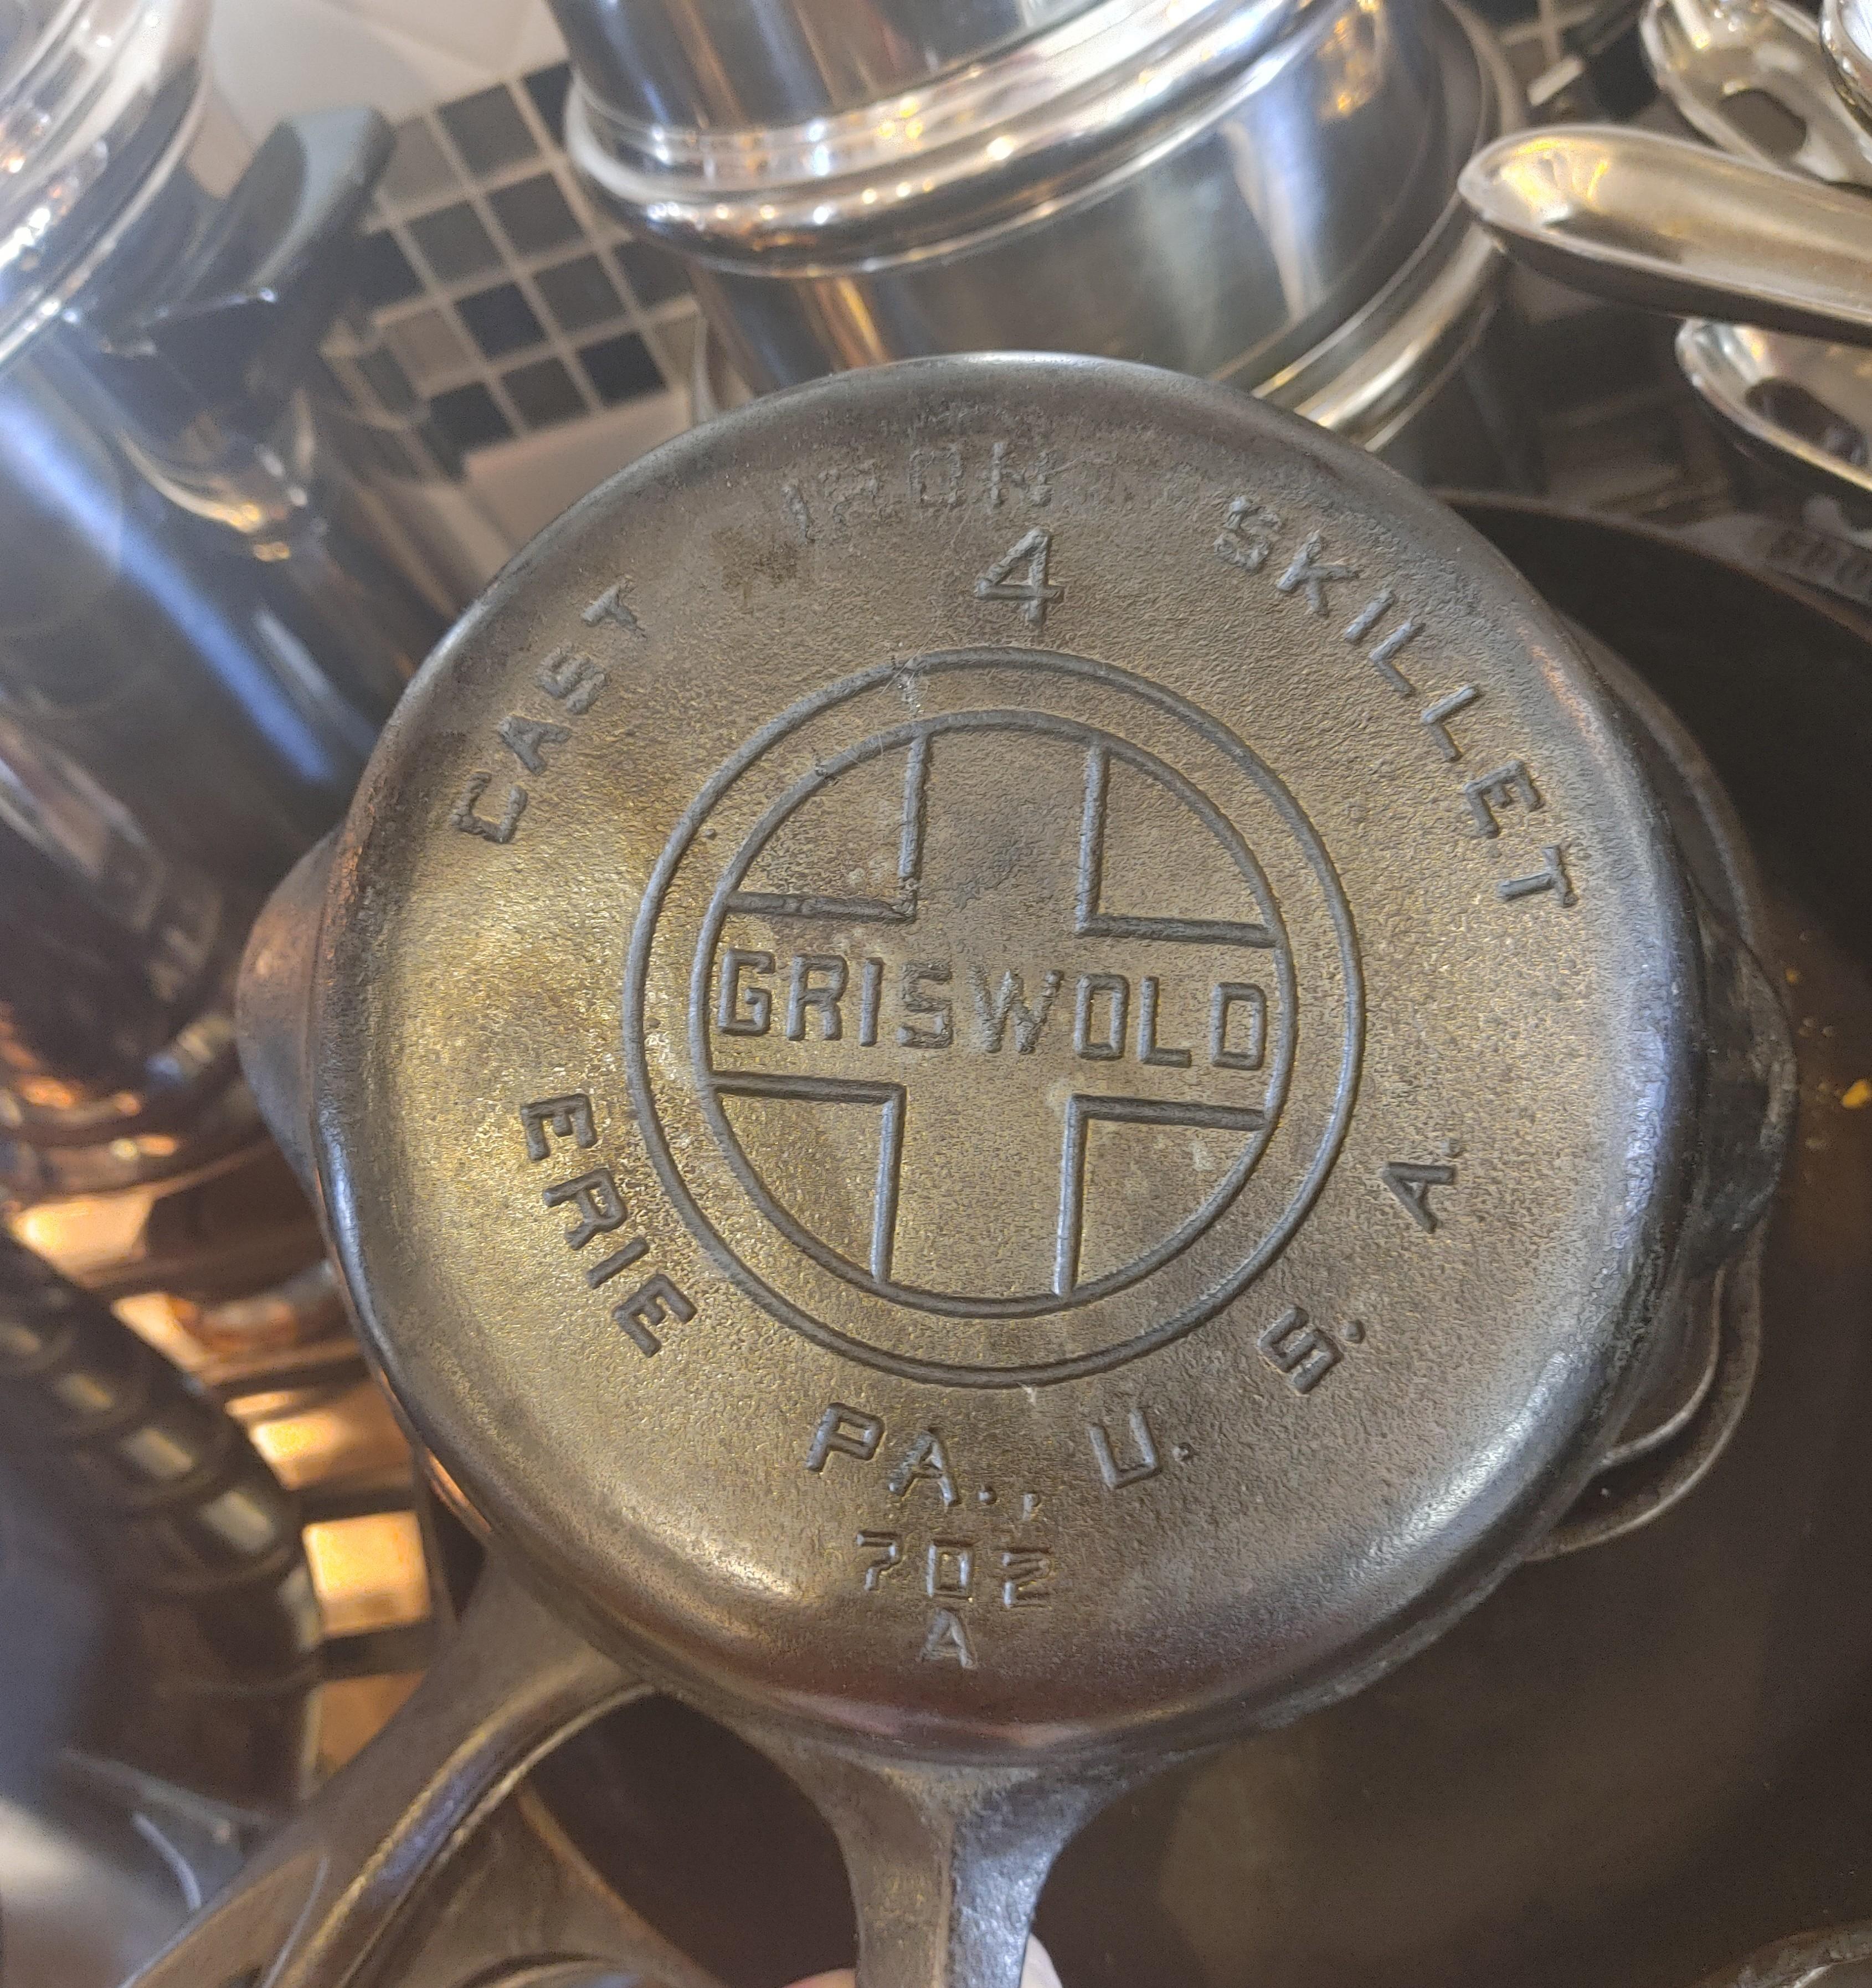 CAST IRON SKILLET
4
GRISWOLD
ERIE PA., U. S. A.
702
A